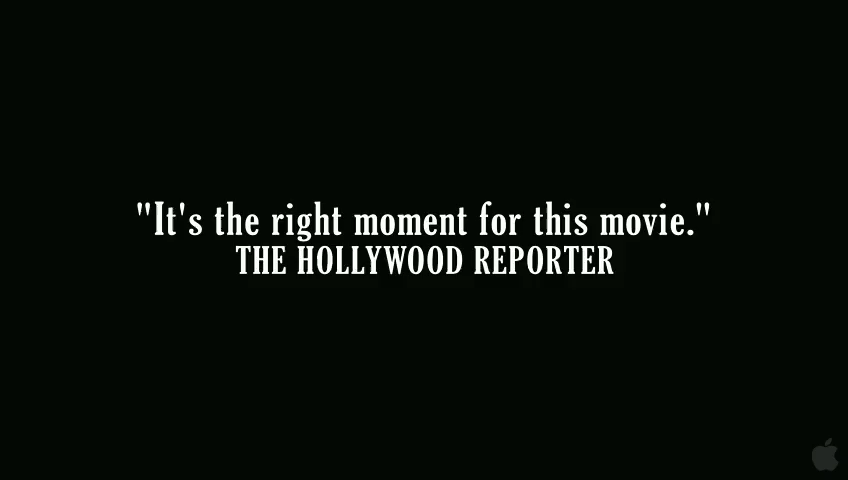 "It's the right moment for this movie."
THE HOLLYWOOD REPORTER